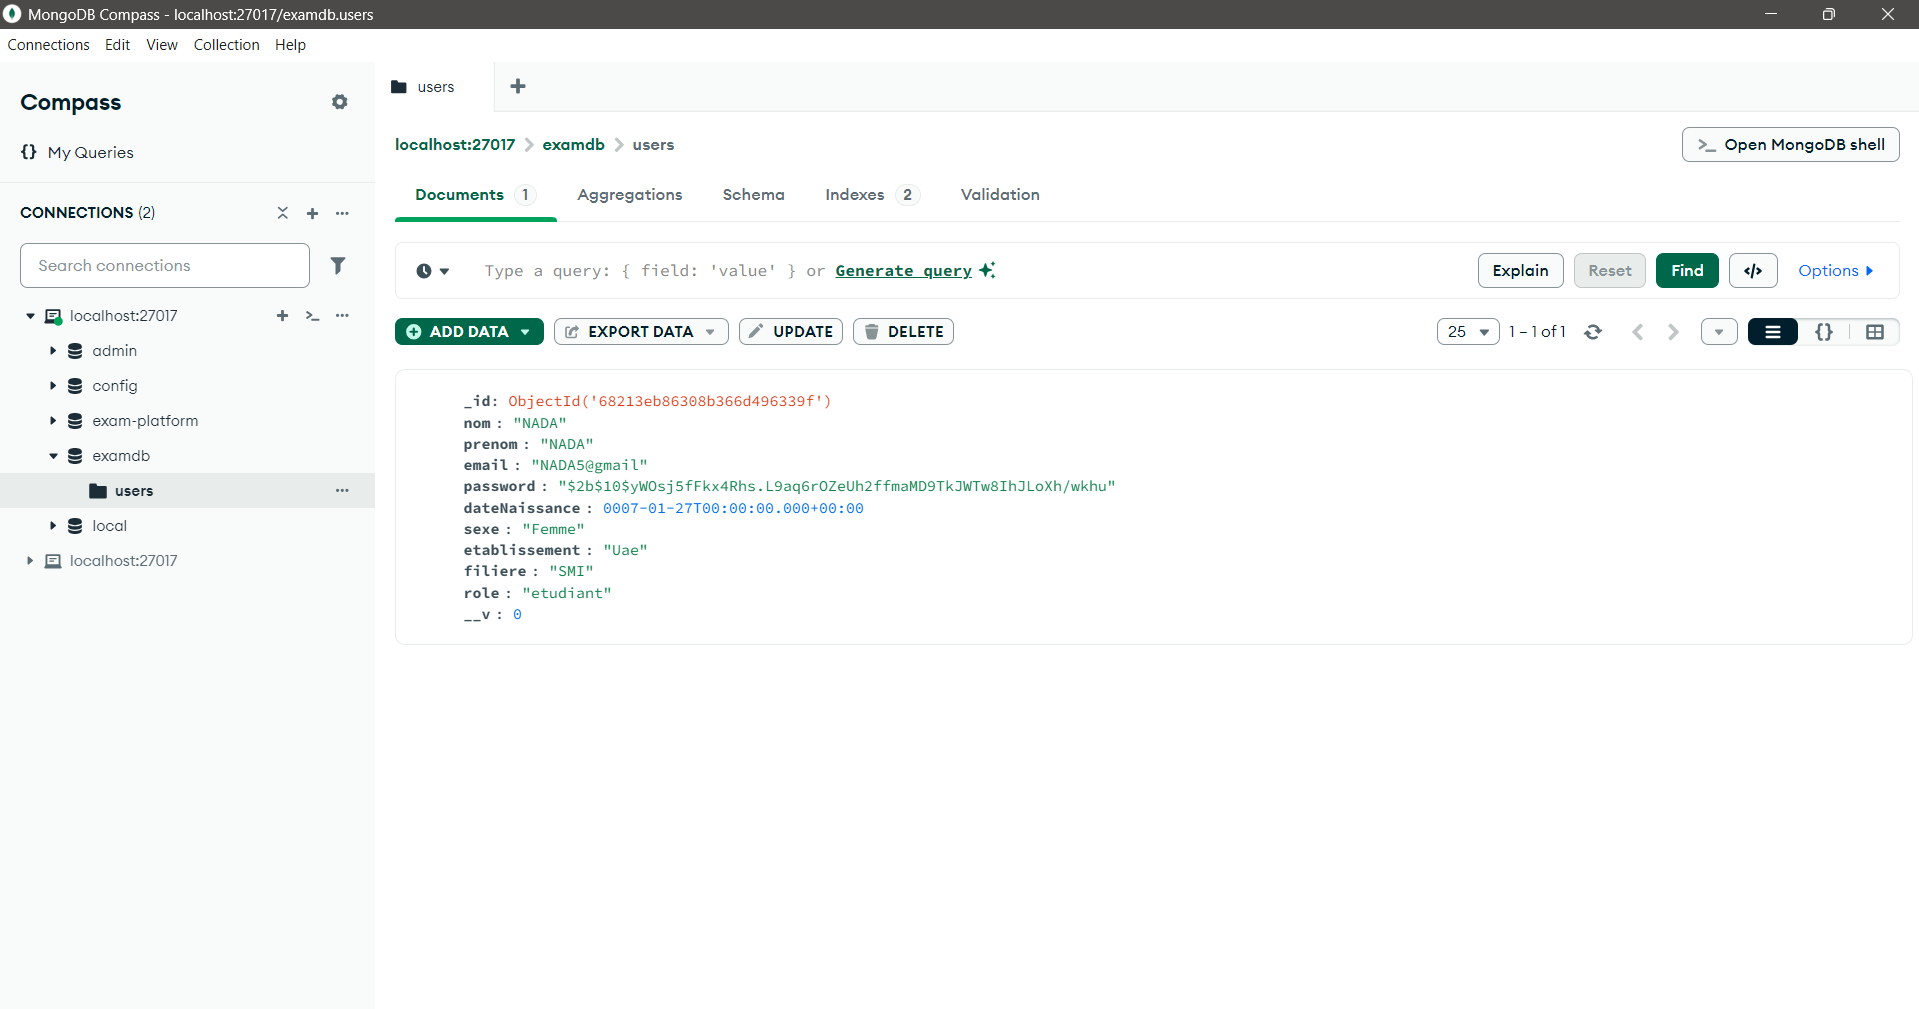 MongoDB Compass - localhost:27017/examdb.users
Connections Edit View Collection Help
Compass
{} My Queries
CONNECTIONS (2)
Search connections
localhost:27017
admin
config
exam-platform
examdb
users
local
localhost:27017
users
localhost:27017 > examdb > users
>_ Open MongoDB shell
Documents 1 Aggregations Schema Indexes 2 Validation
Type a query: { field: 'value' } or Generate query
Explain Reset Find </> Options
ADD DATA EXPORT DATA UPDATE DELETE
25 1 – 1 of 1 {}
_id: ObjectId('68213eb86308b366d496339f')
nom : "NADA"
prenom : "NADA"
email : "NADA5@gmail"
password : "$2b$10$yWOsj5fFkx4Rhs.L9aq6rOZeUh2ffmaMD9TkJWTw8IhJLoXh/wkhu"
dateNaissance : 0007-01-27T00:00:00.000+00:00
sexe : "Femme"
etablissement : "Uae"
filiere : "SMI"
role : "etudiant"
__v : 0